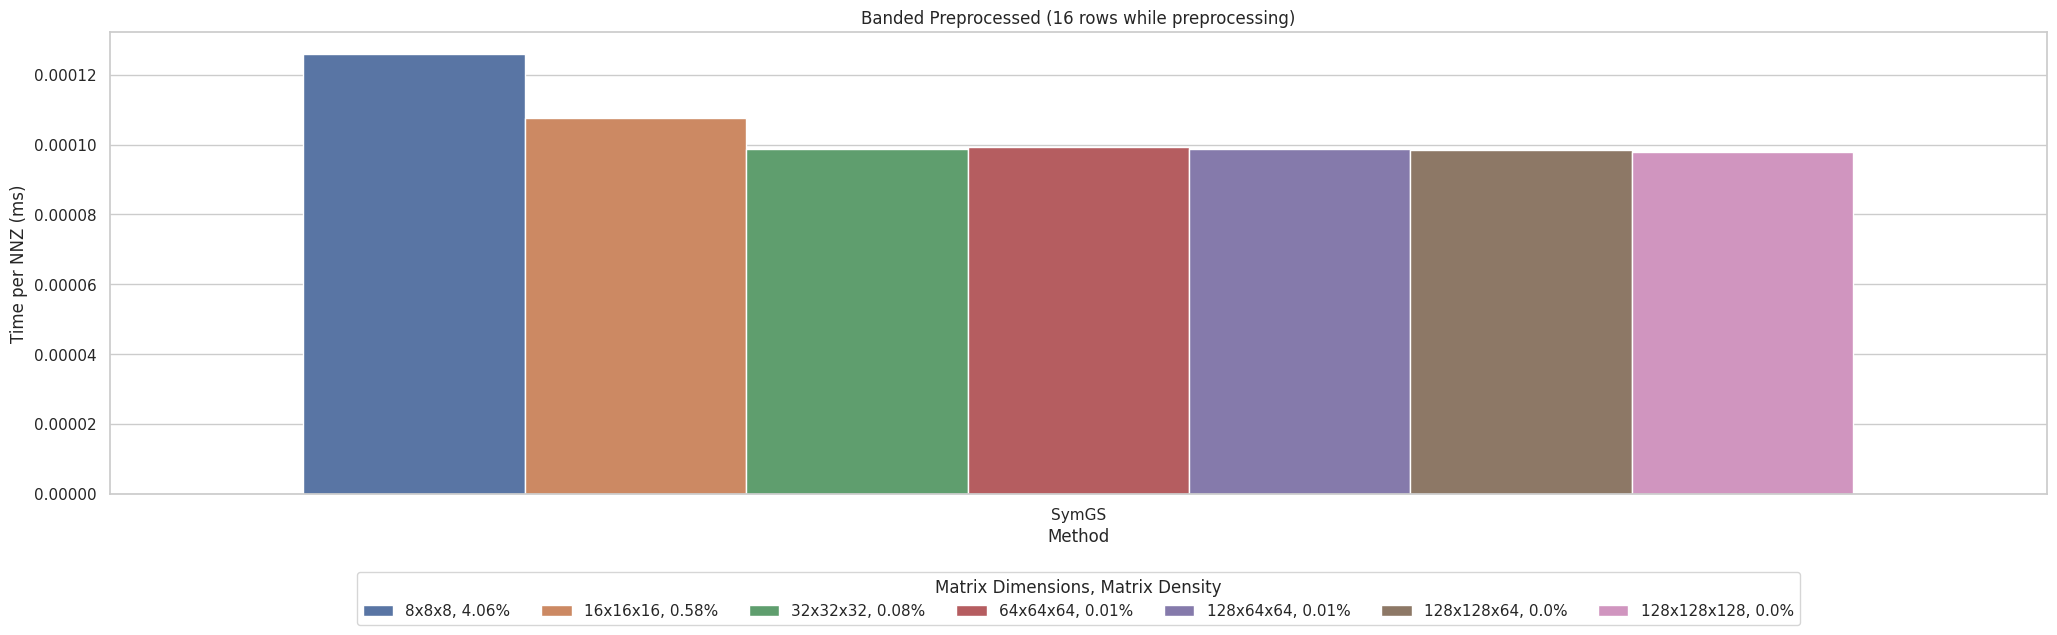 Banded Preprocessed (16 rows while preprocessing)
Time per NNZ (ms)
0.00012
0.00010
0.00008
0.00006
0.00004
0.00002
0.00000
SymGS
Method
Matrix Dimensions, Matrix Density
8x8x8, 4.06% 16x16x16, 0.58% 32x32x32, 0.08% 64x64x64, 0.01% 128x64x64, 0.01% 128x128x64, 0.0% 128x128x128, 0.0%